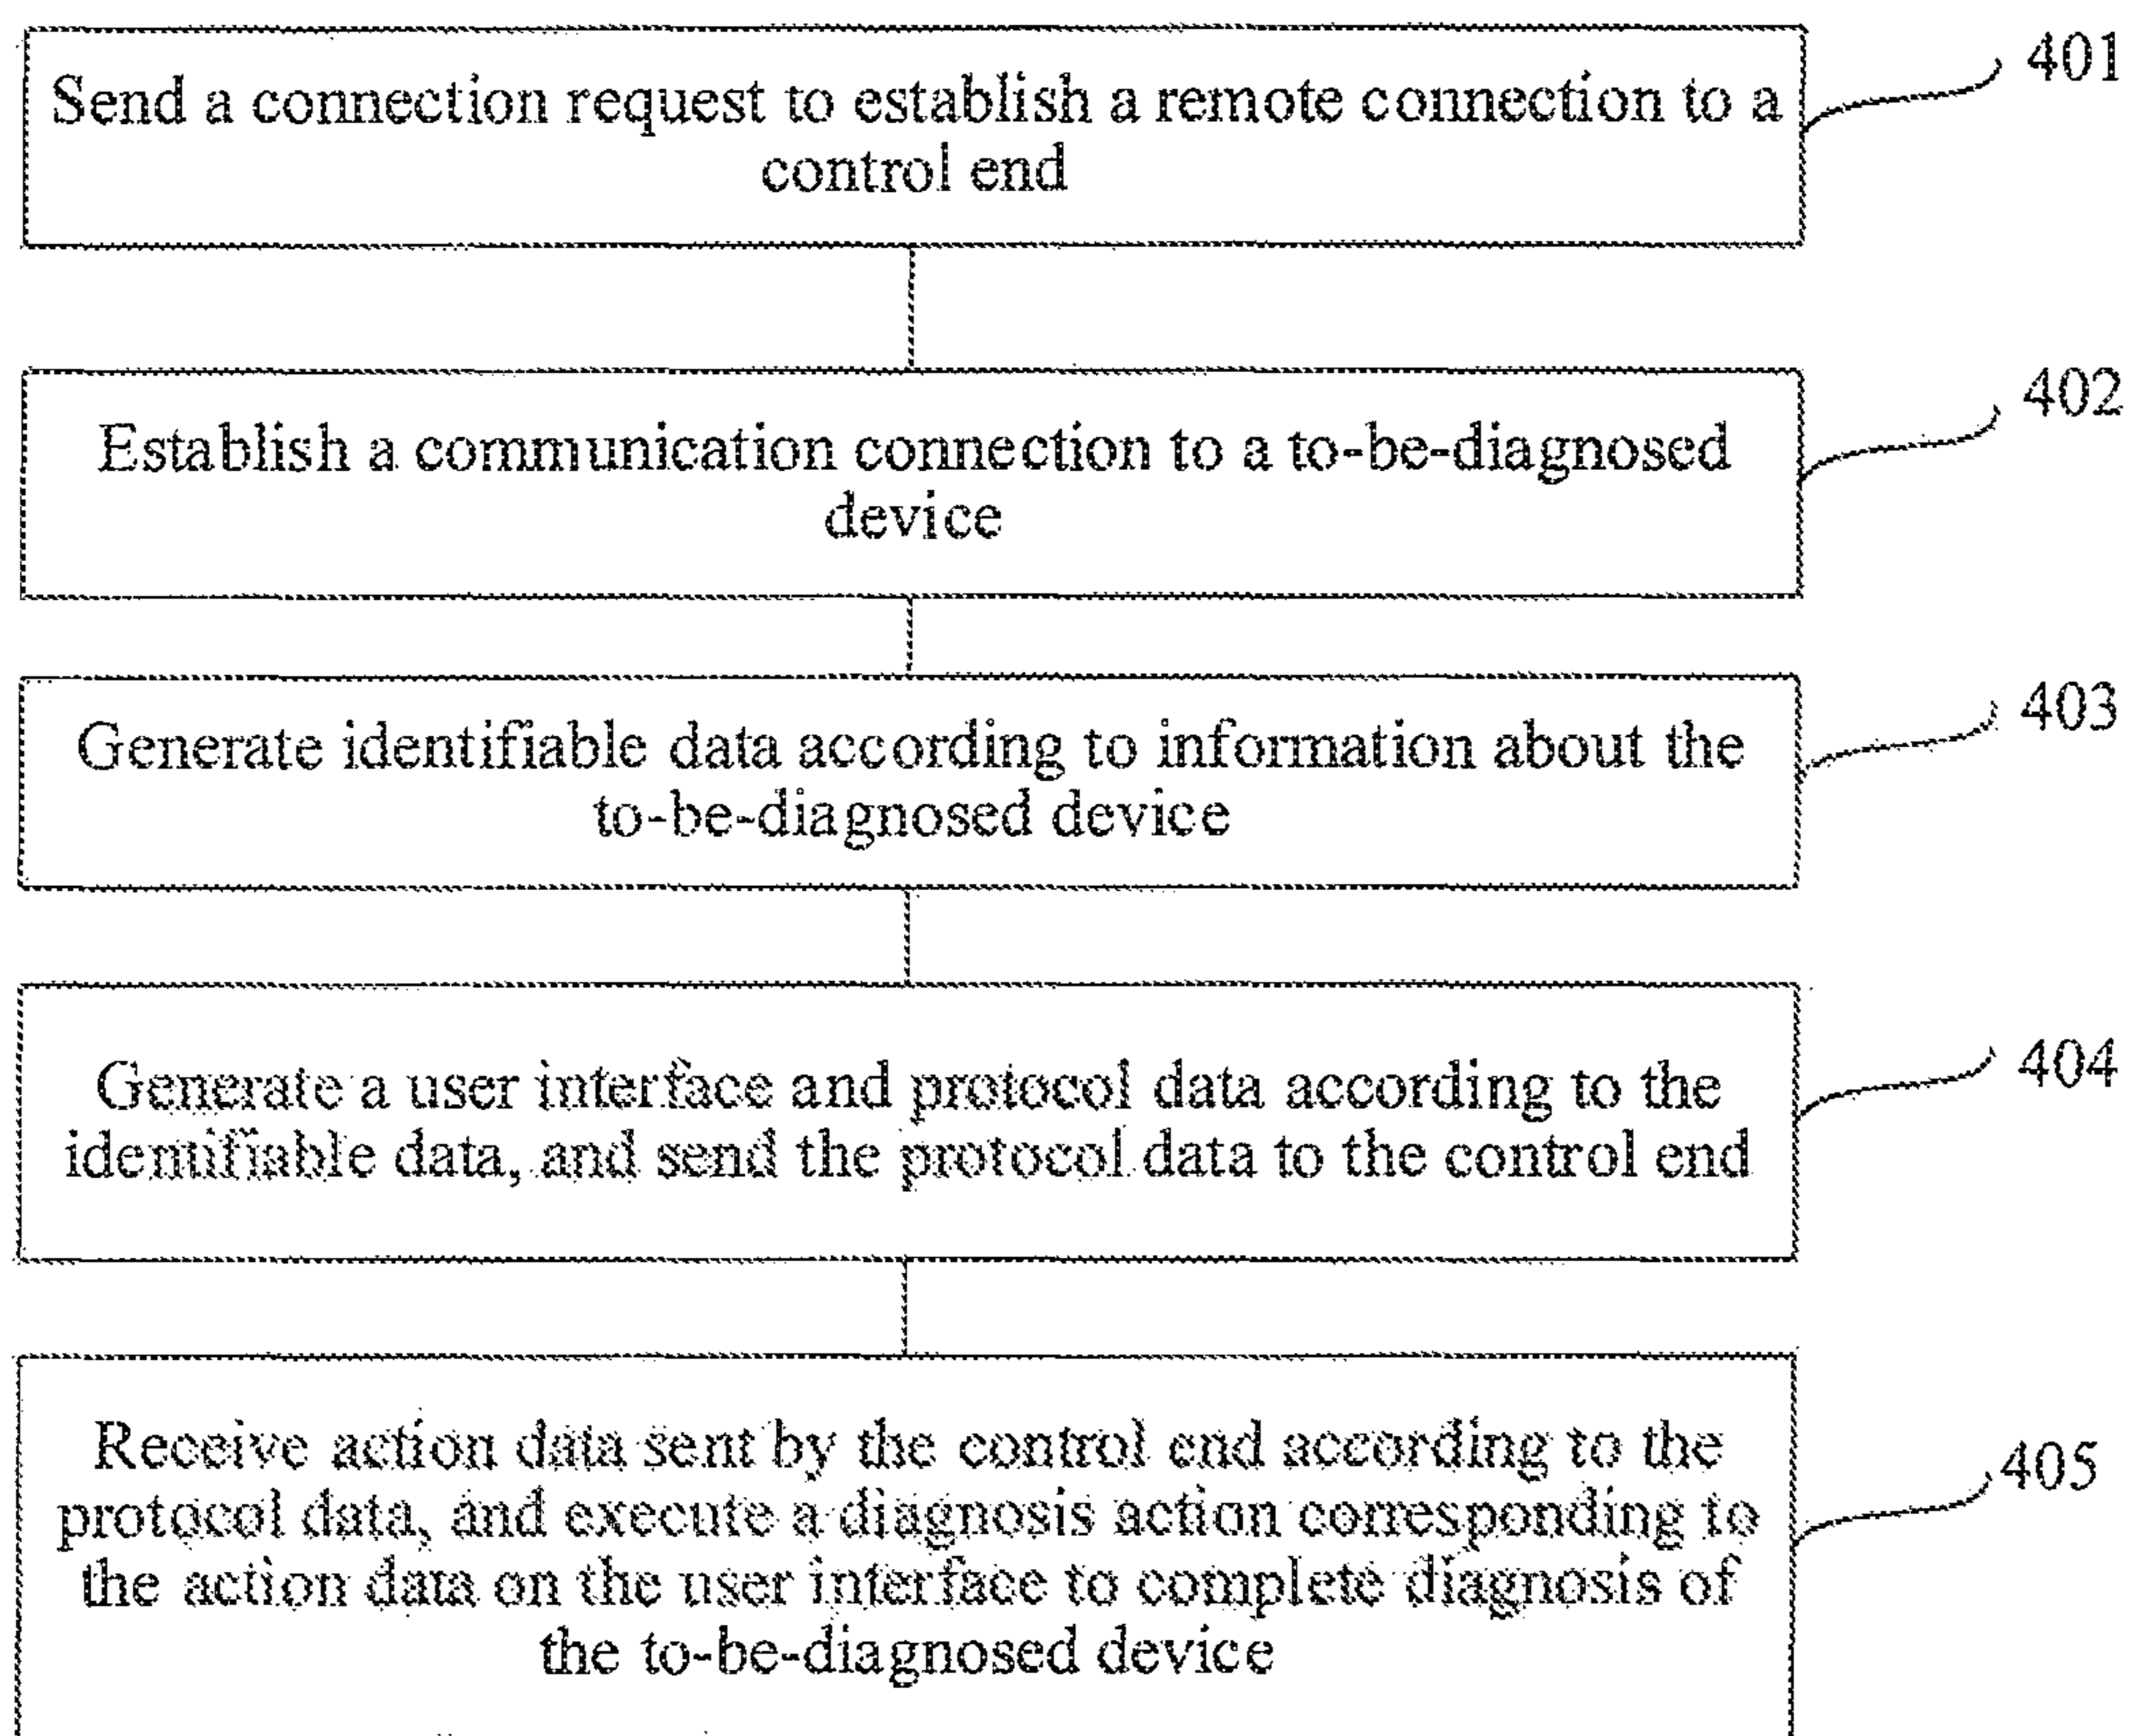 Send a connection request to establish a remote connection to a
control end
401
Establish a communication connection to a to-be-diagnosed
device
402
Generate identifiable data according to information about the
to-be-diagnosed device
403
Generate a user interface and protocol data according to the
identifiable data, and send the protocol data to the control end
404
Receive action data sent by the control end according to the
protocol data, and execute a diagnosis action corresponding to
the action data on the user interface to complete diagnosis of
the to-be-diagnosed device
405